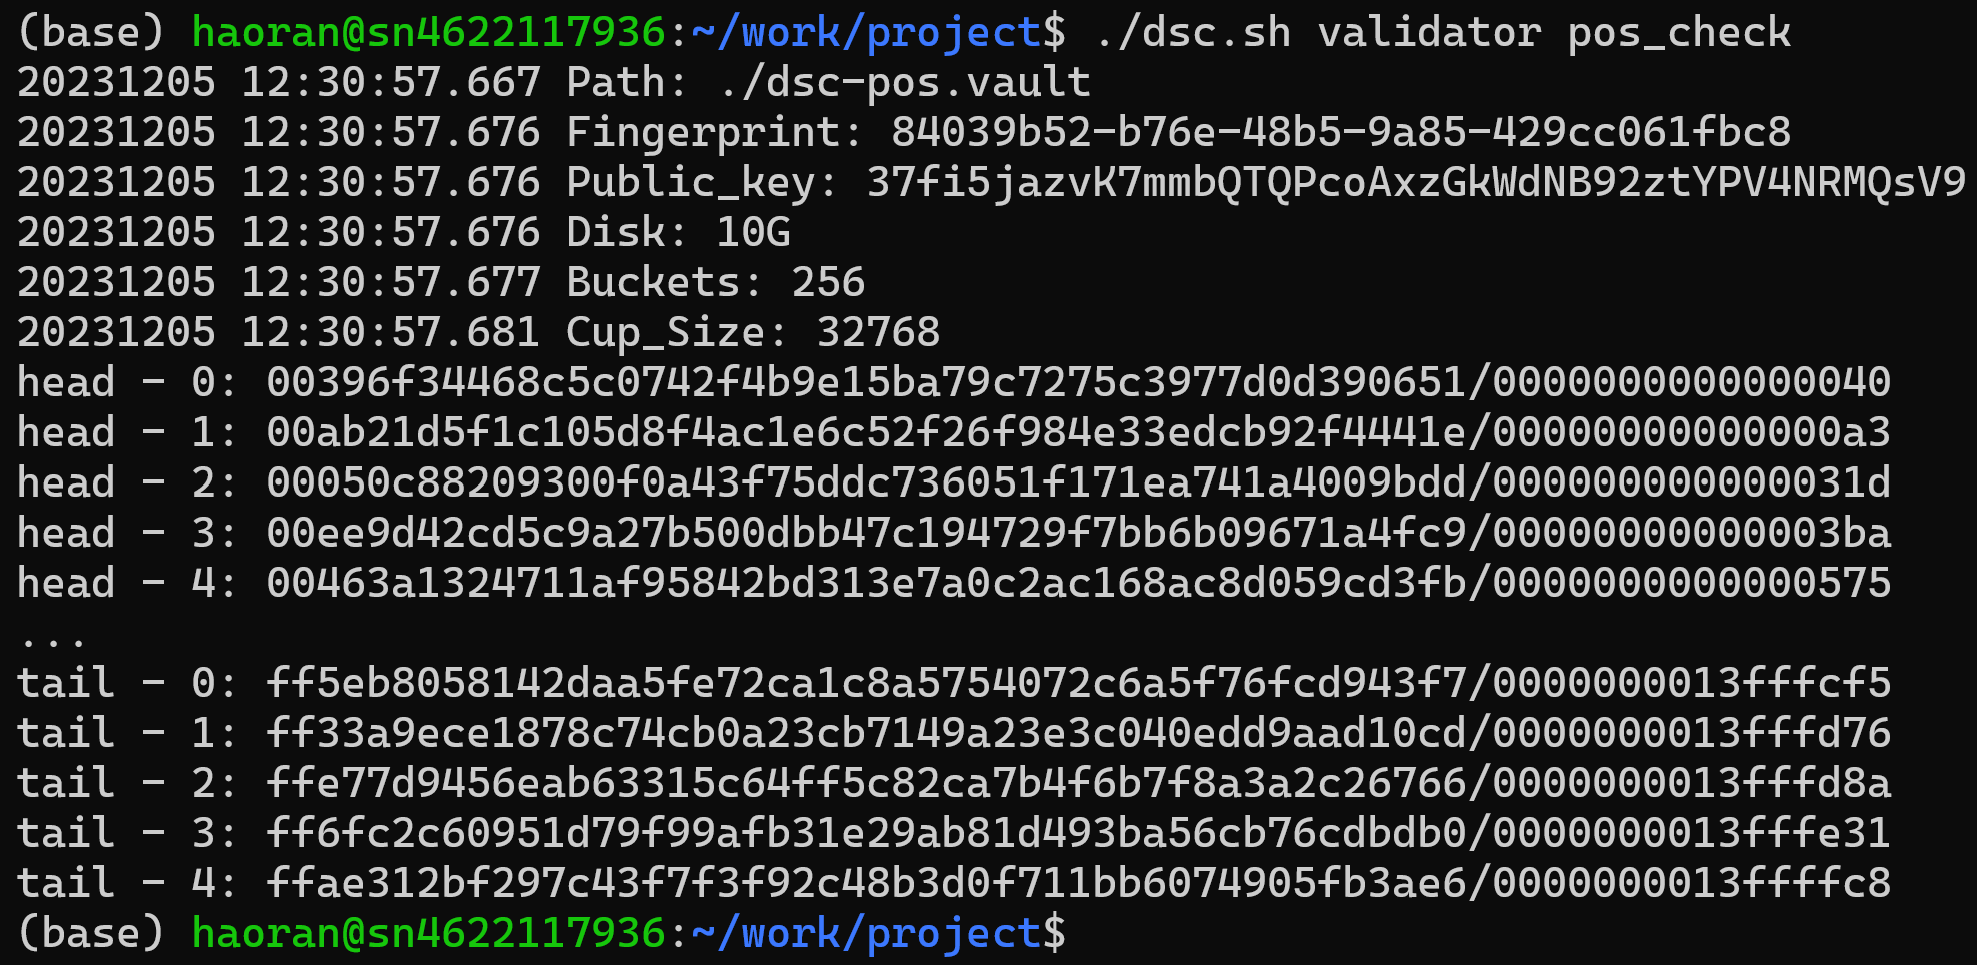 (base) haoran@sn4622117936:~/work/project$ ./dsc.sh validator pos_check
20231205 12:30:57.667 Path: ./dsc-pos.vault
20231205 12:30:57.676 Fingerprint: 84039b52-b76e-48b5-9a85-429cc061fbc8
20231205 12:30:57.676 Public_key: 37fi5jazvK7mmbQTQPcoAxzGkWdNB92ztYPV4NRMQsV9
20231205 12:30:57.676 Disk: 10G
20231205 12:30:57.677 Buckets: 256
20231205 12:30:57.681 Cup_Size: 32768
head - 0: 00396f34468c5c0742f4b9e15ba79c7275c3977d0d390651/0000000000000040
head - 1: 00ab21d5f1c105d8f4ac1e6c52f26f984e33edcb92f4441e/00000000000000a3
head - 2: 00050c88209300f0a43f75ddc736051f171ea741a4009bdd/000000000000031d
head - 3: 00ee9d42cd5c9a27b500dbb47c194729f7bb6b09671a4fc9/00000000000003ba
head - 4: 00463a1324711af95842bd313e7a0c2ac168ac8d059cd3fb/0000000000000575
...
tail - 0: ff5eb8058142daa5fe72ca1c8a5754072c6a5f76fcd943f7/0000000013fffcf5
tail - 1: ff33a9ece1878c74cb0a23cb7149a23e3c040edd9aad10cd/0000000013fffd76
tail - 2: ffe77d9456eab63315c64ff5c82ca7b4f6b7f8a3a2c26766/0000000013fffd8a
tail - 3: ff6fc2c60951d79f99afb31e29ab81d493ba56cb76cdbdb0/0000000013fffe31
tail - 4: ffae312bf297c43f7f3f92c48b3d0f711bb6074905fb3ae6/0000000013ffffc8
(base) haoran@sn4622117936:~/work/project$